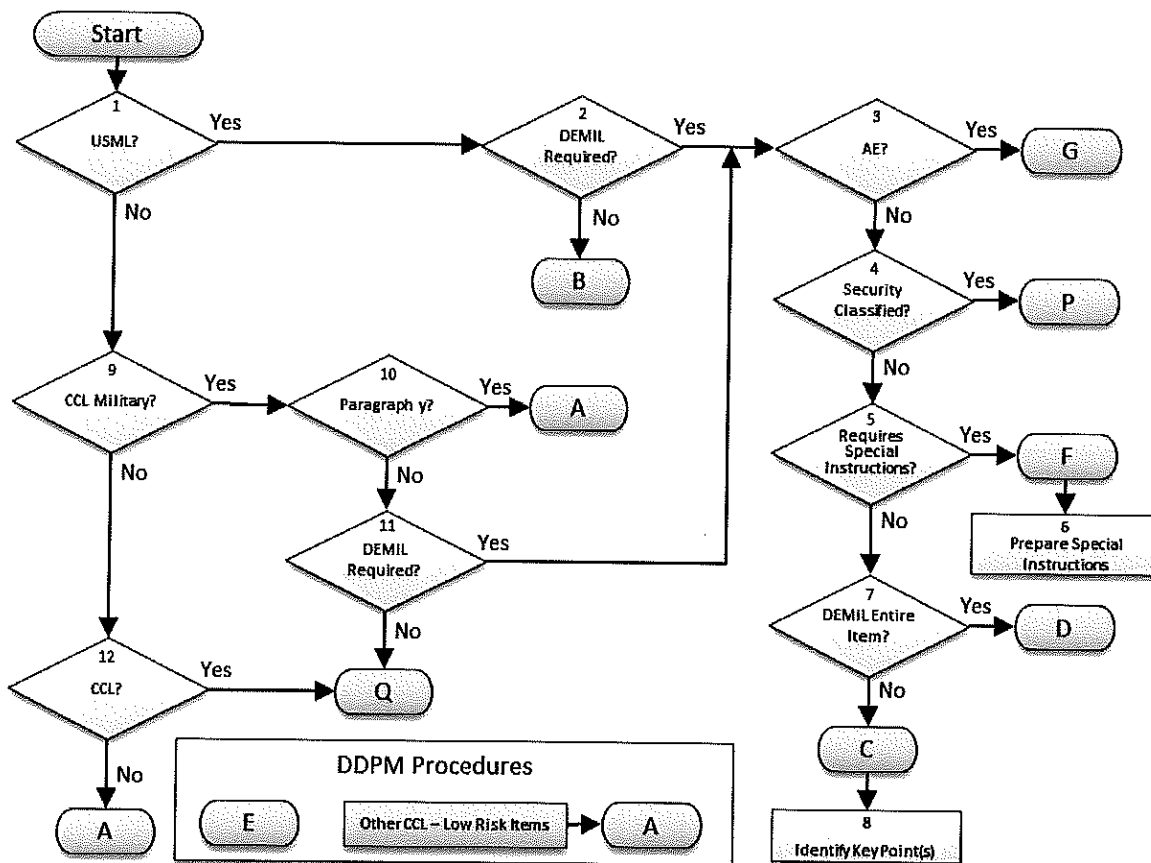 Start
1
USML?
Yes
No
2
DEMIL
Required?
Yes
No
B
3
AE?
Yes
No
G
4
Security
Classified?
Yes
No
P
5
Requires
Special
Instructions?
Yes
No
F
6
Prepare Special
Instructions
7
DEMIL Entire
Item?
Yes
No
D
C
8
Identify Key Point(s)
9
CCL Military?
Yes
No
10
Paragraph y?
Yes
No
A
11
DEMIL
Required?
Yes
No
Q
12
CCL?
Yes
No
A
DDPM Procedures
E
Other CCL – Low Risk Items
A